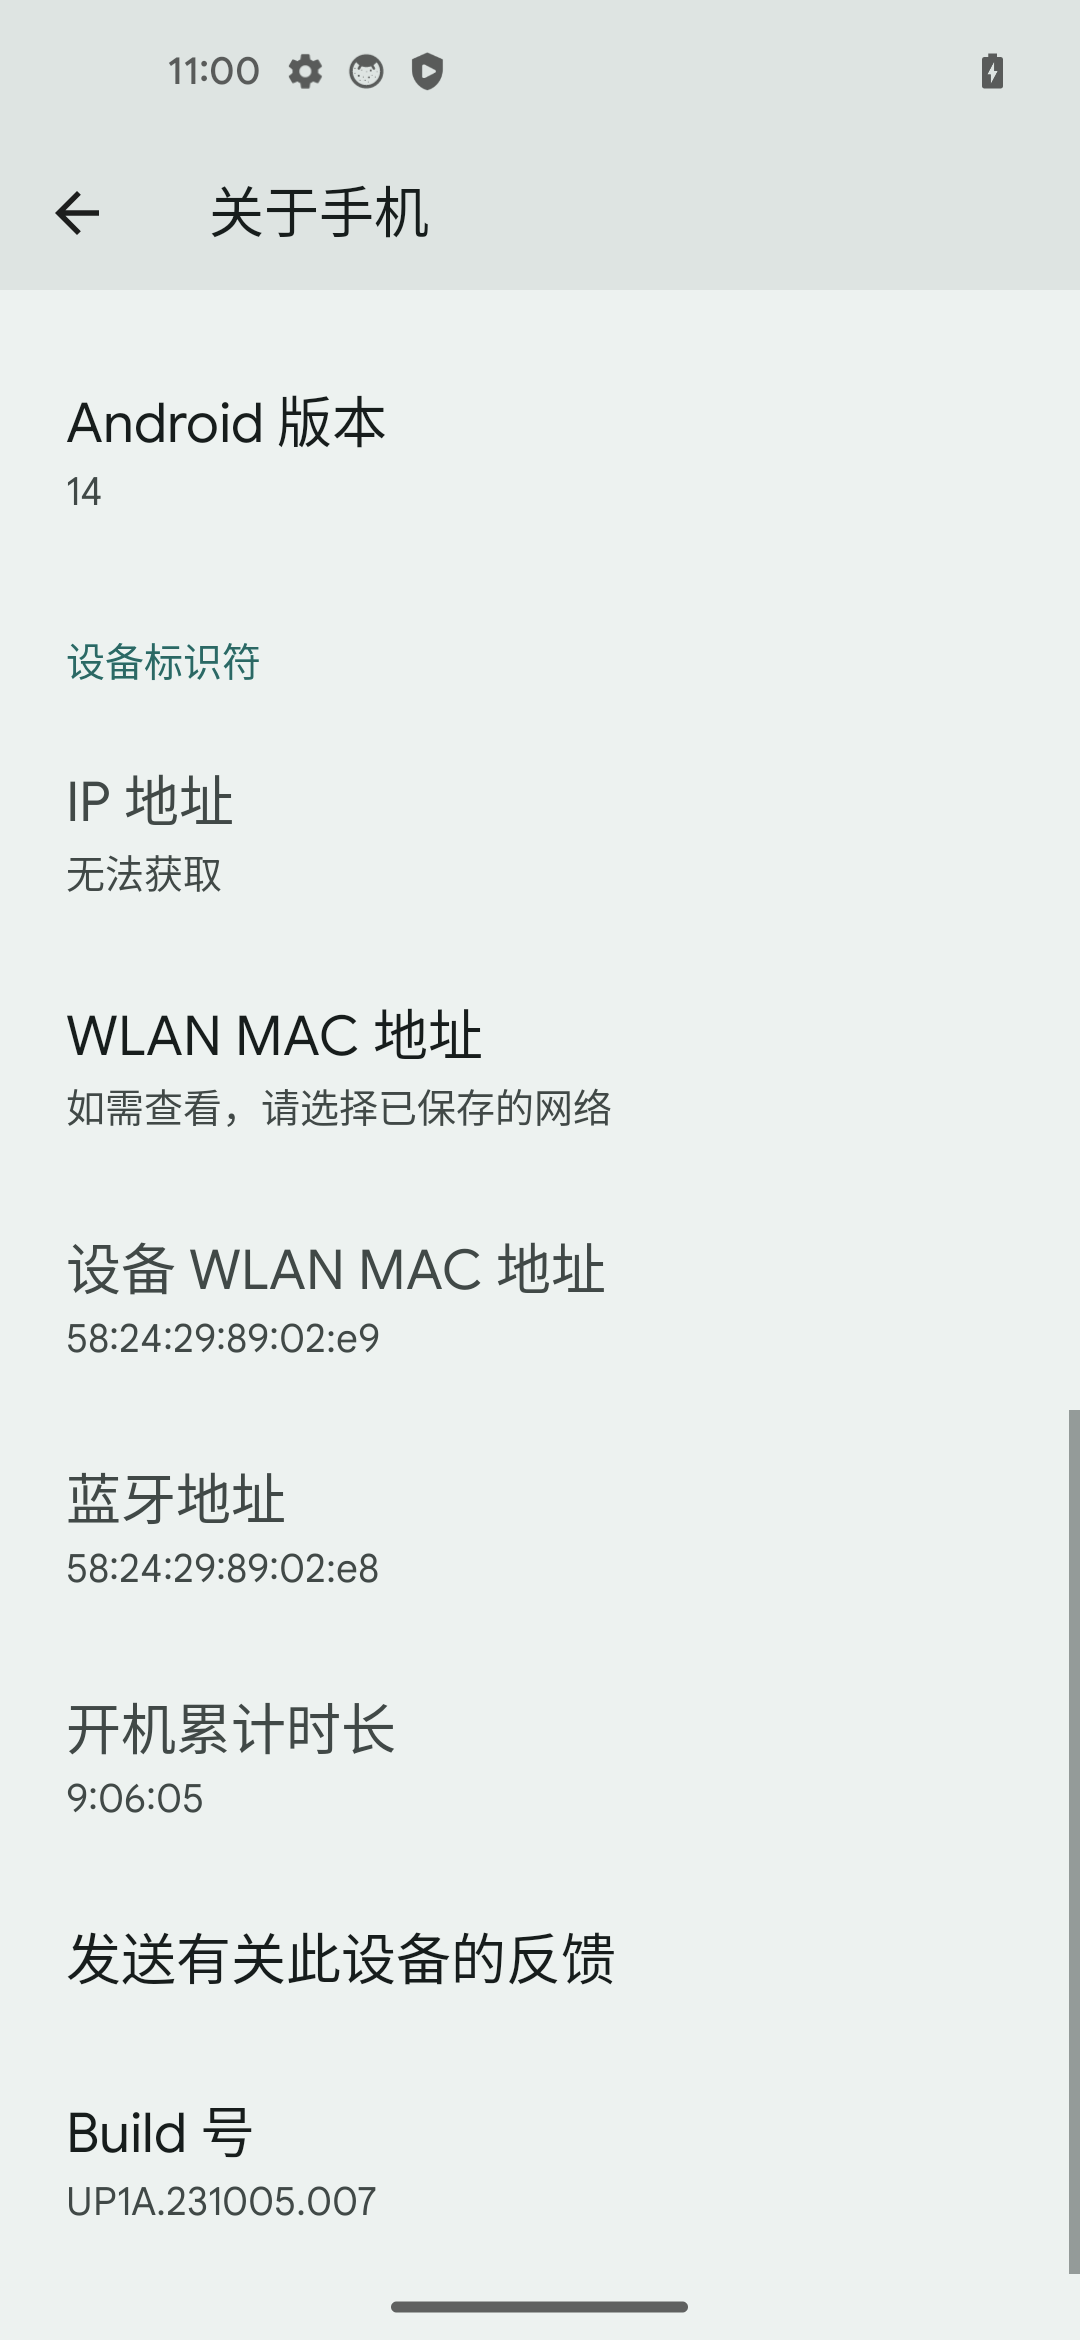 11:00
关于手机
Android 版本
14
设备标识符
IP 地址
无法获取
WLAN MAC 地址
如需查看，请选择已保存的网络
设备 WLAN MAC 地址
58:24:29:89:02:e9
蓝牙地址
58:24:29:89:02:e8
开机累计时长
9:06:05
发送有关此设备的反馈
Build 号
UP1A.231005.007